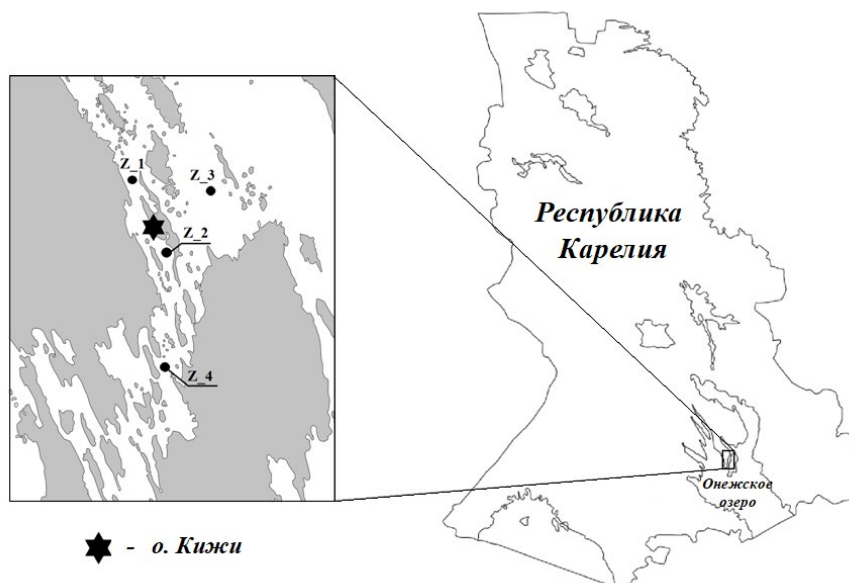 Z_1
Z_3
Z_2
Z_4
Республика
Карелия
Онежское
озеро
- о. Кижи